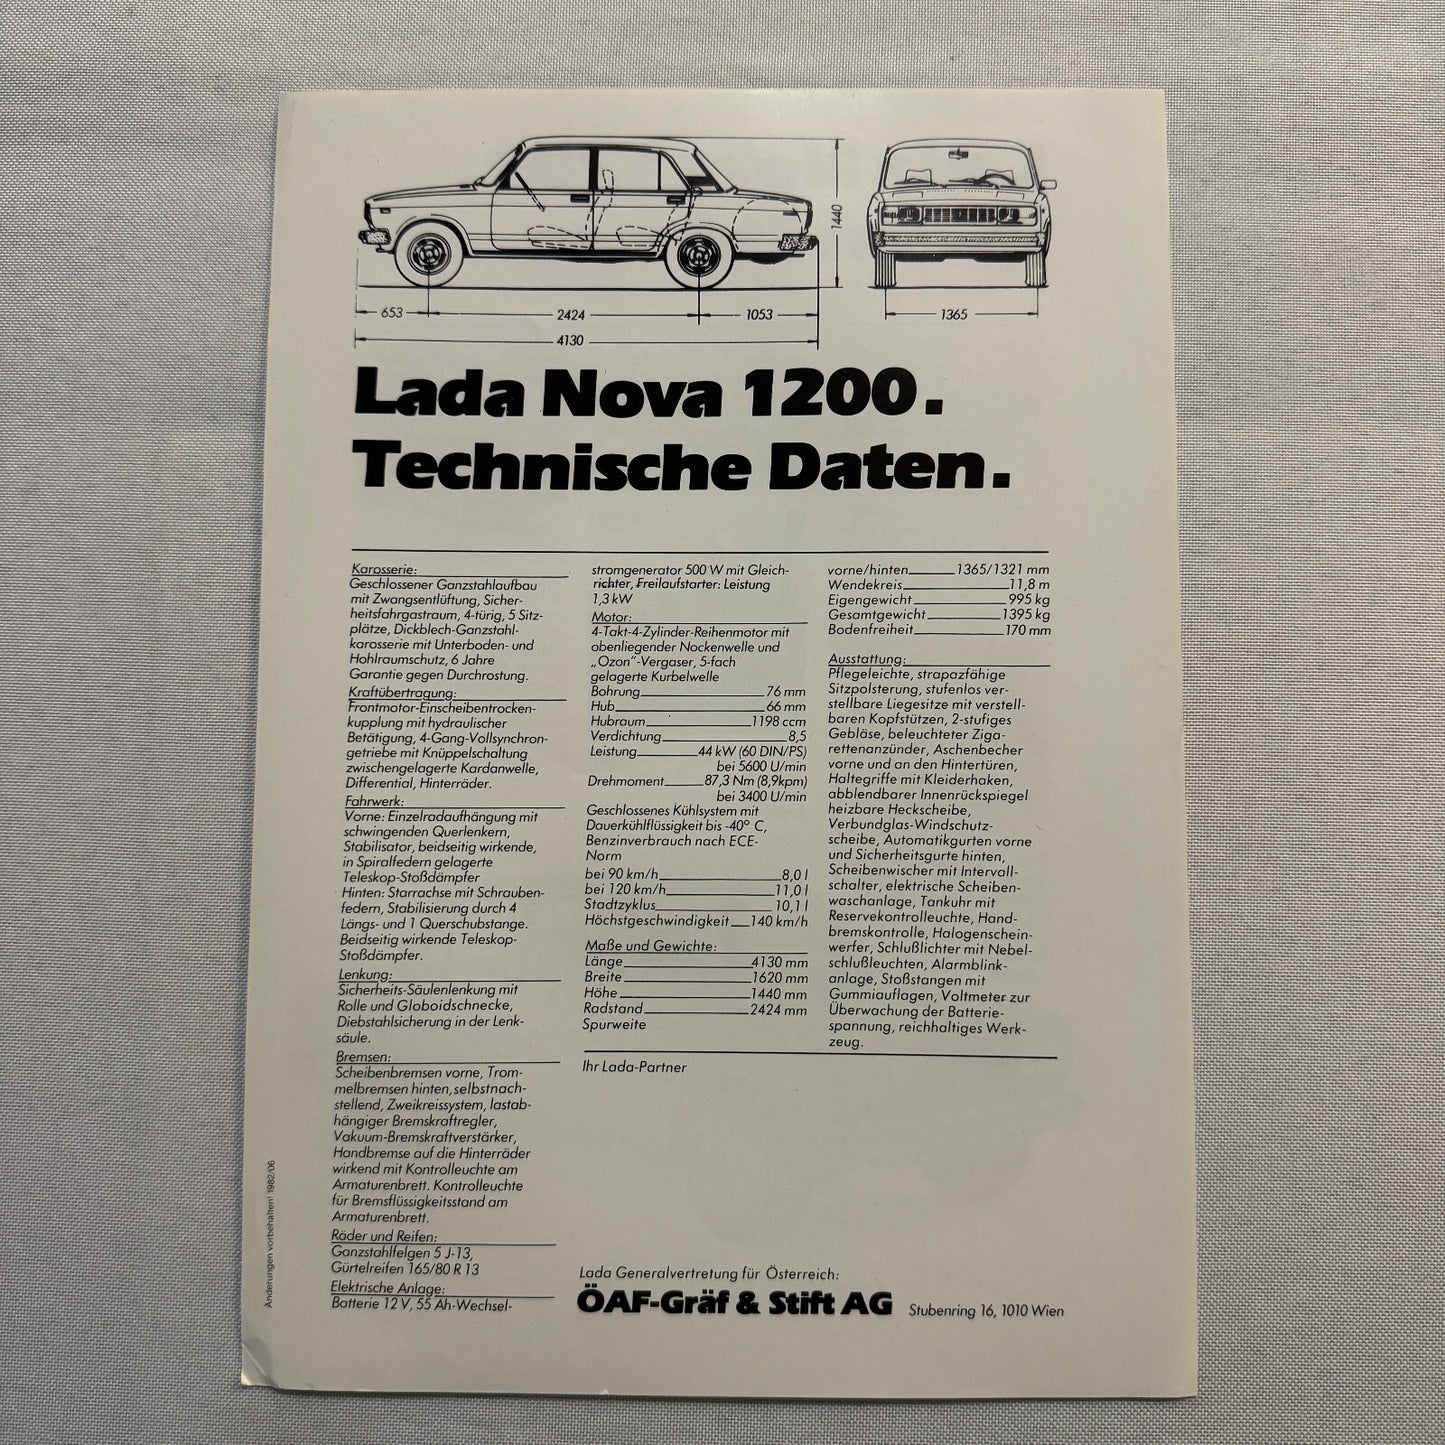 1440
653
2424
1053
1365
4130
Lada Nova 1200.
Technische Daten.
Karosserie:
Geschlossener Ganzstahlaufbau
mit Zwangsentlüftung, Sicher-
heitsfahrgastraum, 4-türig, 5 Sitz-
plätze, Dickblech-Ganzstahl-
karosserie mit Unterboden- und
Hohlraumschutz, 6 Jahre
Garantie gegen Durchrostung.
Kraftübertragung:
Frontmotor-Einscheibentrocken-
kupplung mit hydraulischer
Betätigung, 4-Gang-Vollsynchron-
getriebe mit Knüppelschaltung
zwischengelagerte Kardanwelle,
Differential, Hinterräder.
Fahrwerk:
Vorne: Einzelradaufhängung mit
schwingenden Querlenkern,
Stabilisator, beidseitig wirkende,
in Spiralfedern gelagerte
Teleskop-Stoßdämpfer
Hinten: Starrachse mit Schrauben-
federn, Stabilisierung durch 4
Längs- und 1 Querschubstange.
Beidseitig wirkende Teleskop-
Stoßdämpfer.
Lenkung:
Sicherheits-Säulenlenkung mit
Rolle und Globoidschnecke,
Diebstahlsicherung in der Lenk-
säule.
Bremsen:
Scheibenbremsen vorne, Trom-
melbremsen hinten, selbstnach-
stellend, Zweikreissystem, lastab-
hängiger Bremskraftregler,
Vakuum-Bremskraftverstärker,
Handbremse auf die Hinterräder
wirkend mit Kontrolleuchte am
Armaturenbrett. Kontrolleuchte
für Bremsflüssigkeitsstand am
Armaturenbrett.
Räder und Reifen:
Ganzstahlfelgen 5 J-13,
Gürtelreifen 165/80 R 13
Elektrische Anlage:
Batterie 12 V, 55 Ah-Wechsel-
stromgenerator 500 W mit Gleich-
richter, Freilaufstarter: Leistung
1,3 kW
Motor:
4-Takt-4-Zylinder-Reihenmotor mit
obenliegender Nockenwelle und
„Ozon"-Vergaser, 5-fach
gelagerte Kurbelwelle
Bohrung 76 mm
Hub 66 mm
Hubraum 1198 ccm
Verdichtung 8,5
Leistung 44 kW (60 DIN/PS)
bei 5600 U/min
Drehmoment 87,3 Nm (8,9kpm)
bei 3400 U/min
Geschlossenes Kühlsystem mit
Dauerkühlflüssigkeit bis -40° C,
Benzinverbrauch nach ECE-
Norm
bei 90 km/h 8,0 l
bei 120 km/h 11,0 l
Stadtzyklus 10,1 l
Höchstgeschwindigkeit 140 km/h
Maße und Gewichte:
Länge 4130 mm
Breite 1620 mm
Höhe 1440 mm
Radstand 2424 mm
Spurweite
vorne/hinten 1365/1321 mm
Wendekreis 11,8 m
Eigengewicht 995 kg
Gesamtgewicht 1395 kg
Bodenfreiheit 170 mm
Ausstattung:
Pflegeleichte, strapazfähige
Sitzpolsterung, stufenlos ver-
stellbare Liegesitze mit verstell-
baren Kopfstützen, 2-stufiges
Gebläse, beleuchteter Ziga-
rettenanzünder, Aschenbecher
vorne und an den Hintertüren,
Haltegriffe mit Kleiderhaken,
abblendbarer Innenrückspiegel
heizbare Heckscheibe,
Verbundglas-Windschutz-
scheibe, Automatikgurten vorne
und Sicherheitsgurte hinten,
Scheibenwischer mit Intervall-
schalter, elektrische Scheiben-
waschanlage, Tankuhr mit
Reservekontrolleuchte, Hand-
bremskontrolle, Halogenschein-
werfer, Schlußlichter mit Nebel-
schlußleuchten, Alarmblink-
anlage, Stoßstangen mit
Gummiauflagen, Voltmeter zur
Überwachung der Batterie-
spannung, reichhaltiges Werk-
zeug.
Ihr Lada-Partner
Lada Generalvertretung für Österreich:
ÖAF-Gräf & Stift AG Stubenring 16, 1010 Wien
Änderungen vorbehalten! 1982/06